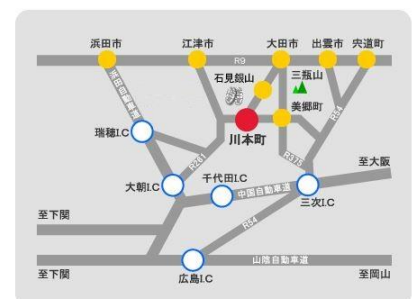 浜田市 江津市 大田市 出雲市 宍道町
R9
石見銀山 三瓶山
浜田自動車道
R54
美郷町
瑞穂I.C
川本町
R261
R375
至大阪
大朝I.C 千代田I.C
中国自動車道
三次I.C
至下関
R54
山陰自動車道
至下関 広島I.C 至岡山